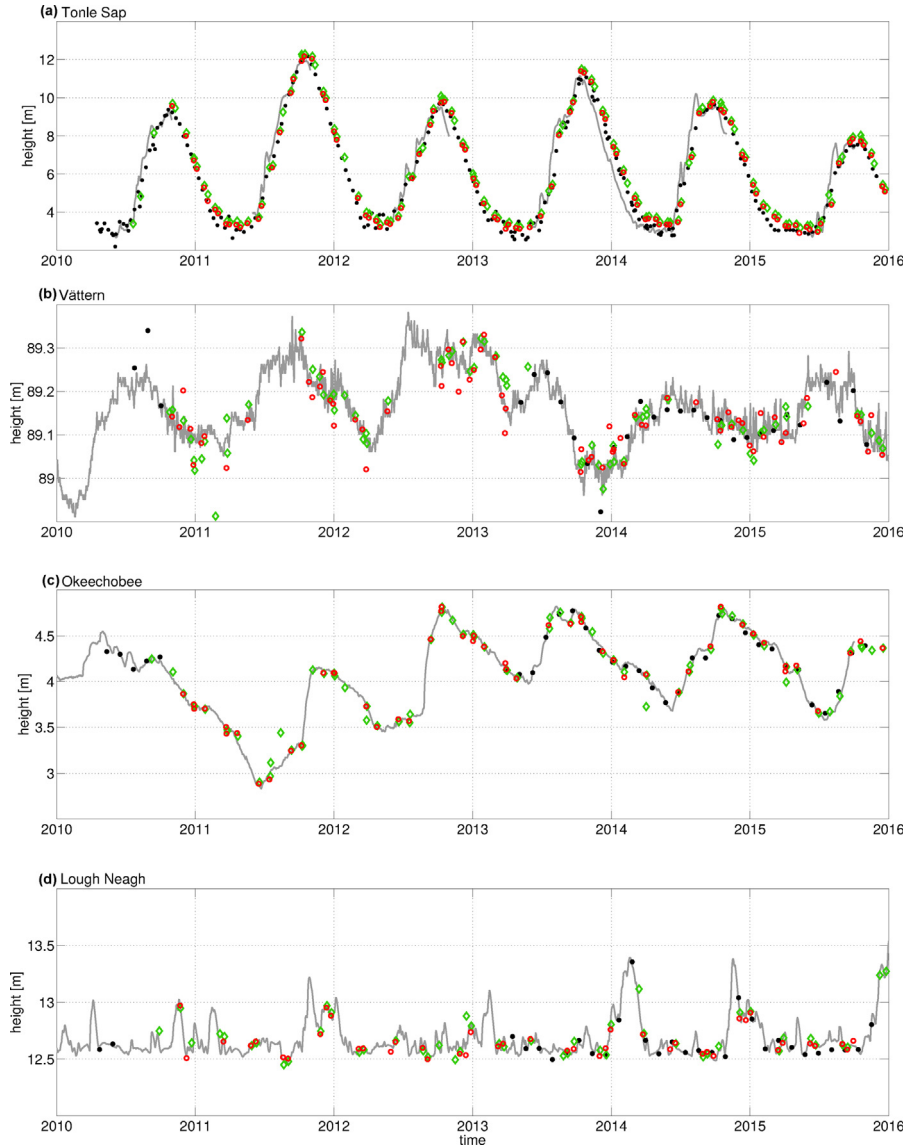 (a) Tonle Sap
12
10
8
6
4
height [m]
2010 2011 2012 2013 2014 2015 2016
(b) Vättern
89.3
89.2
89.1
89
height [m]
2010 2011 2012 2013 2014 2015 2016
(c) Okeechobee
4.5
4
3.5
3
height [m]
2010 2011 2012 2013 2014 2015 2016
(d) Lough Neagh
13.5
13
12.5
height [m]
2010 2011 2012 2013 2014 2015 2016
time